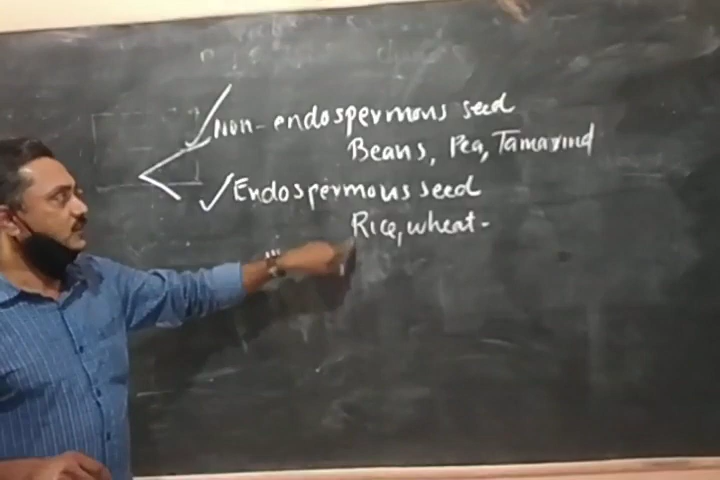 Non-endospermous seed
Beans, Pea, Tamarind
Endospermous seed
Rice, wheat-